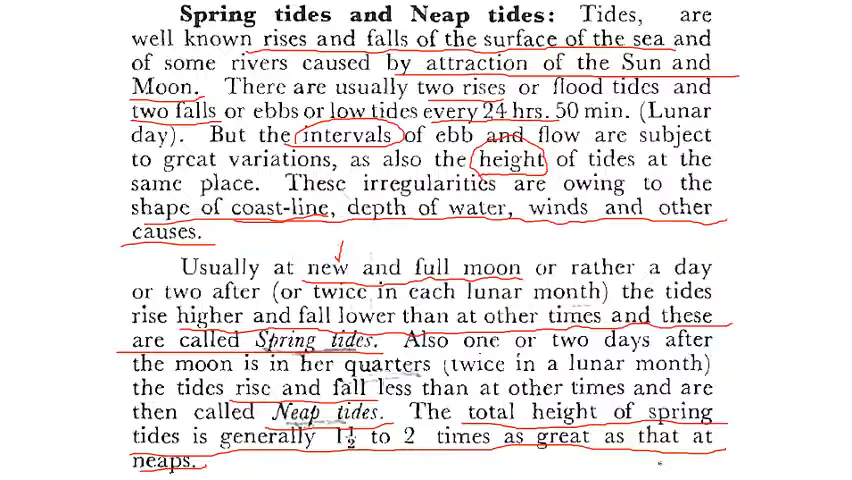 Spring tides and Neap tides: Tides, are
well known rises and falls of the surface of the sea and
of some rivers caused by attraction of the Sun and
Moon. There are usually two rises or flood tides and
two falls or ebbs or low tides every 24 hrs. 50 min. (Lunar
day). But the intervals of ebb and flow are subject
to great variations, as also the height of tides at the
same place. These irregularities are owing to the
shape of coast-line, depth of water, winds and other
causes.
Usually at new and full moon or rather a day
or two after (or twice in each lunar month) the tides
rise higher and fall lower than at other times and these
are called Spring tides. Also one or two days after
the moon is in her quarters (twice in a lunar month)
the tides rise and fall less than at other times and are
then called Neap tides. The total height of spring
tides is generally 1½ to 2 times as great as that at
neaps.